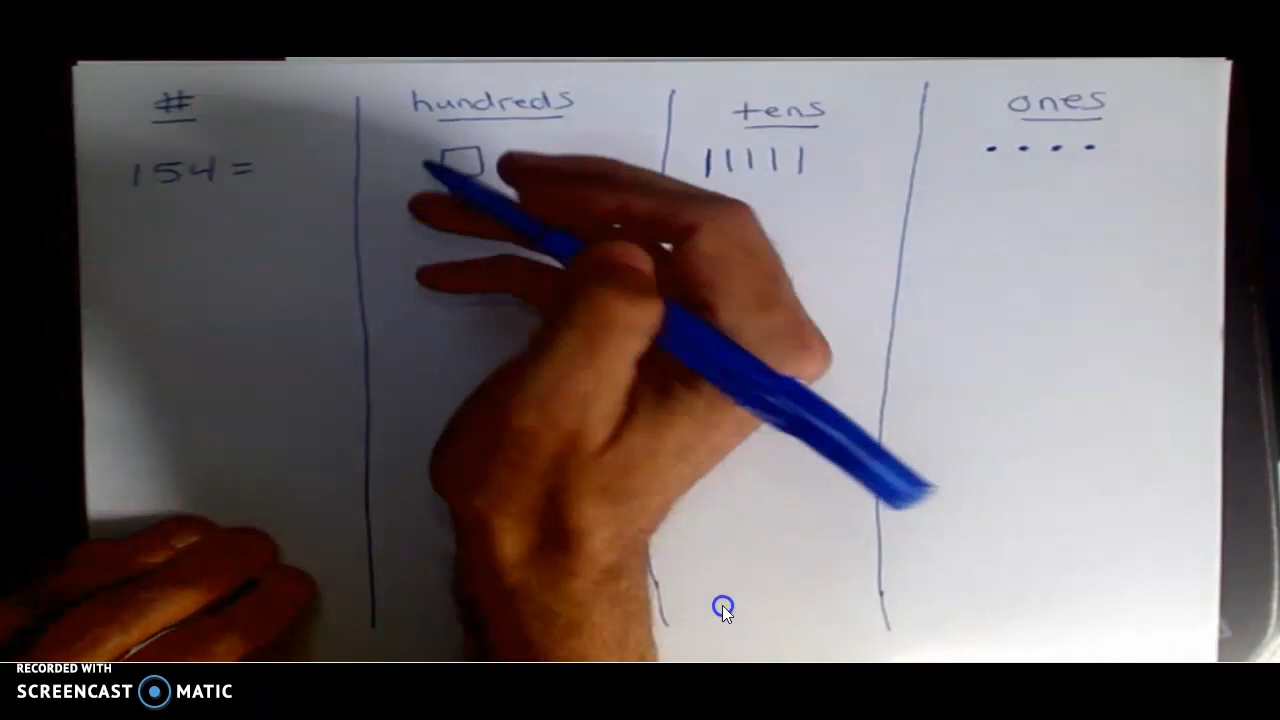 # hundreds tens ones
154 =
RECORDED WITH
SCREENCAST MATIC